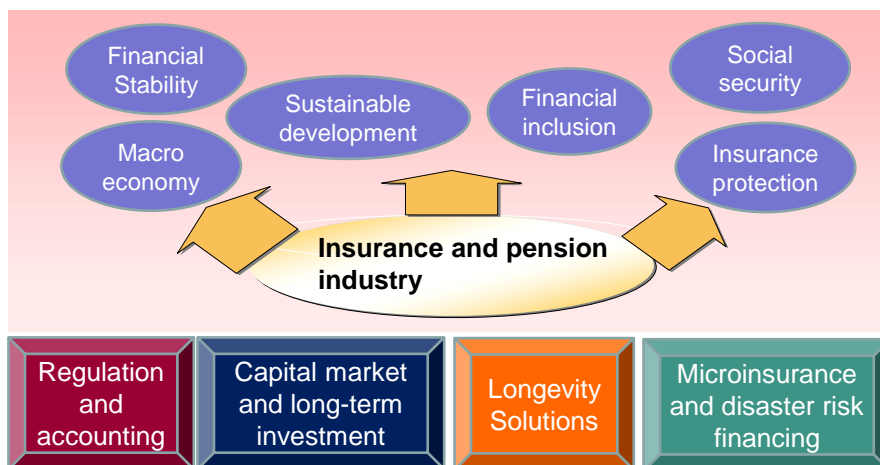 Financial
Stability
Sustainable
development
Financial
inclusion
Social
security
Macro
economy
Insurance
protection
Insurance and pension
industry
Regulation
and
accounting
Capital market
and long-term
investment
Longevity
Solutions
Microinsurance
and disaster risk
financing